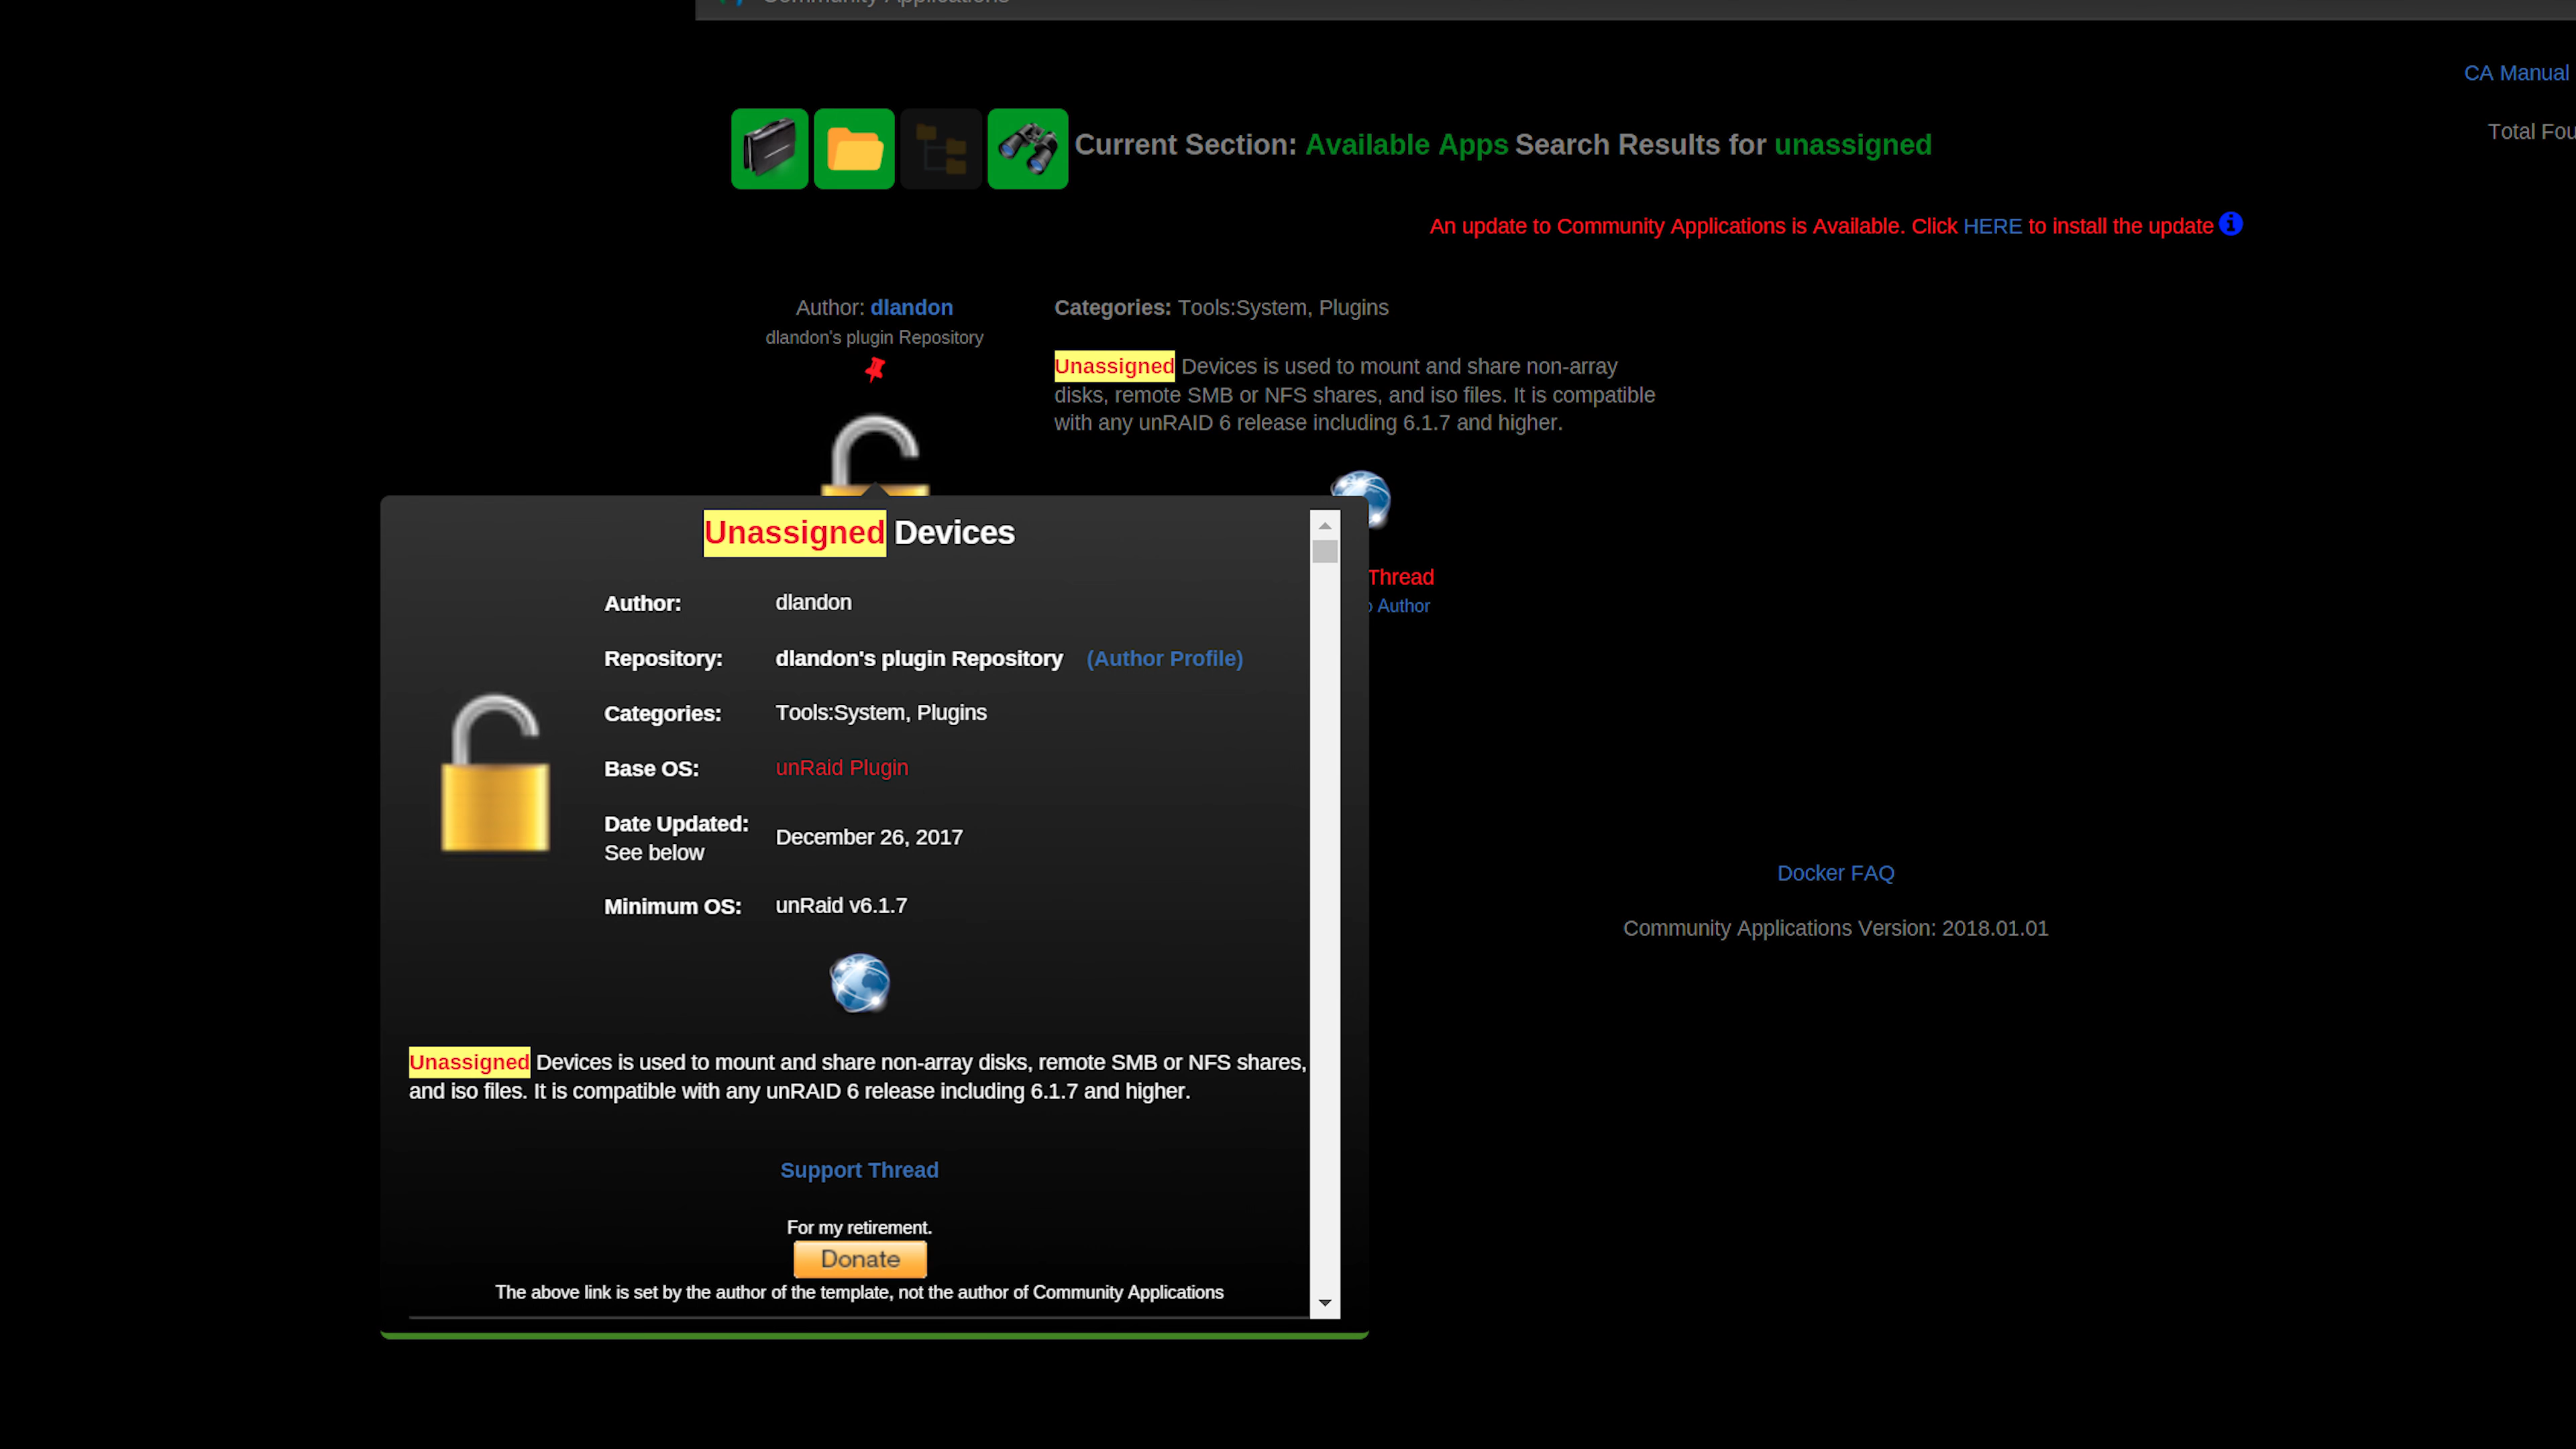 Community Applications
CA Manual
Current Section: Available Apps Search Results for unassigned
Total Fou
An update to Community Applications is Available. Click HERE to install the update
Author: dlandon
dlandon's plugin Repository
Categories: Tools:System, Plugins
Unassigned Devices is used to mount and share non-array
disks, remote SMB or NFS shares, and iso files. It is compatible
with any unRAID 6 release including 6.1.7 and higher.
Thread
Author
Unassigned Devices
Author: dlandon
Repository: dlandon's plugin Repository (Author Profile)
Categories: Tools:System, Plugins
Base OS: unRaid Plugin
Date Updated: December 26, 2017
See below
Minimum OS: unRaid v6.1.7
Unassigned Devices is used to mount and share non-array disks, remote SMB or NFS shares,
and iso files. It is compatible with any unRAID 6 release including 6.1.7 and higher.
Support Thread
For my retirement.
Donate
The above link is set by the author of the template, not the author of Community Applications
Docker FAQ
Community Applications Version: 2018.01.01